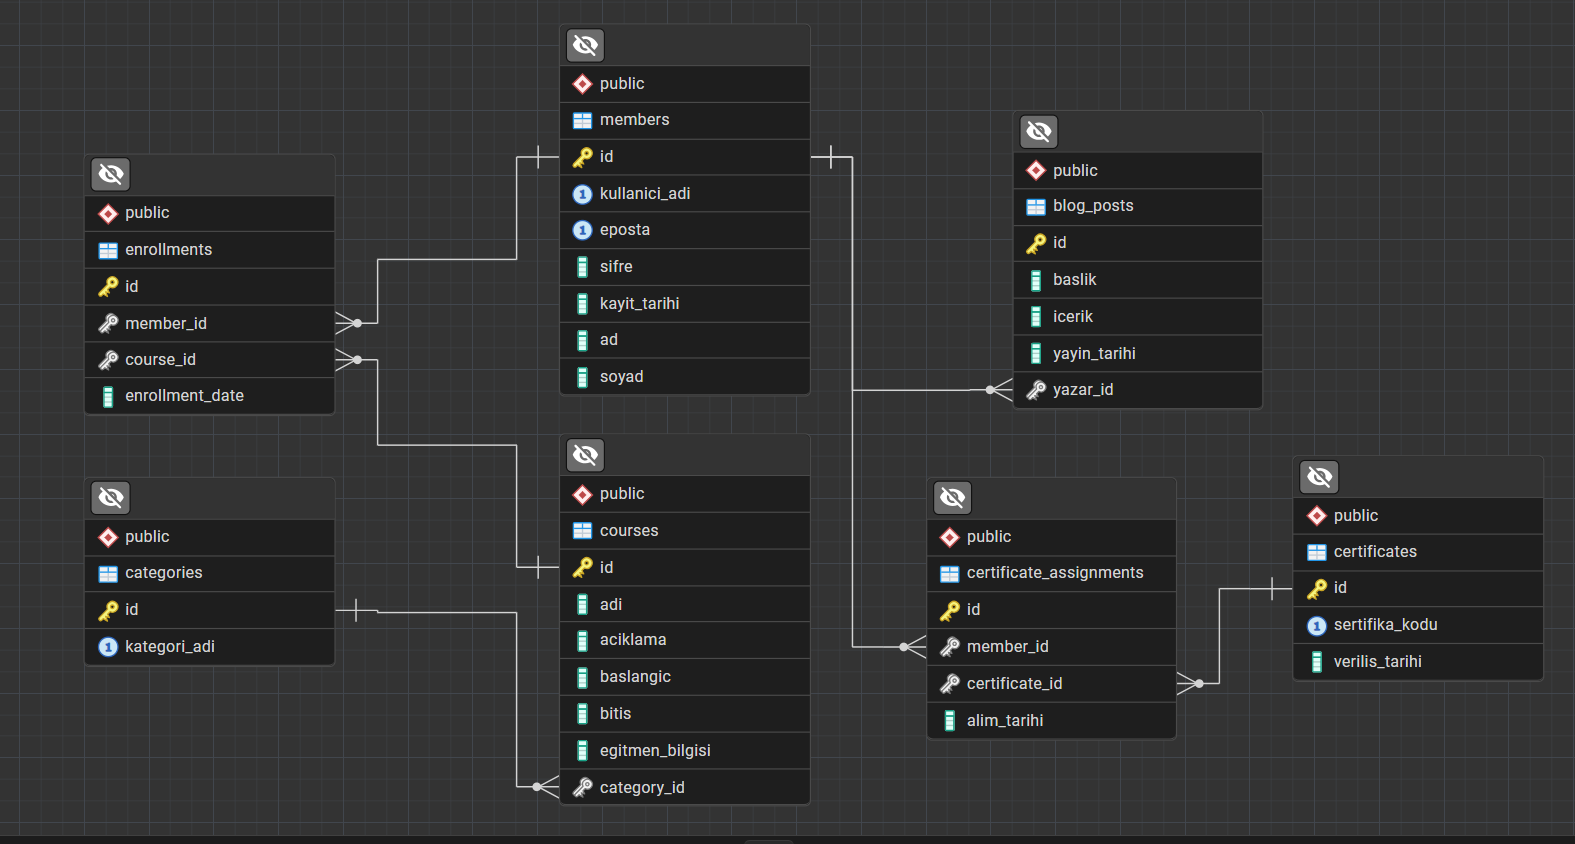 public
members
id
kullanici_adi
eposta
sifre
kayit_tarihi
ad
soyad
public
blog_posts
id
baslik
icerik
yayin_tarihi
yazar_id
public
enrollments
id
member_id
course_id
enrollment_date
public
courses
id
adi
aciklama
baslangic
bitis
egitmen_bilgisi
category_id
public
categories
id
kategori_adi
public
certificate_assignments
id
member_id
certificate_id
alim_tarihi
public
certificates
id
sertifika_kodu
verilis_tarihi